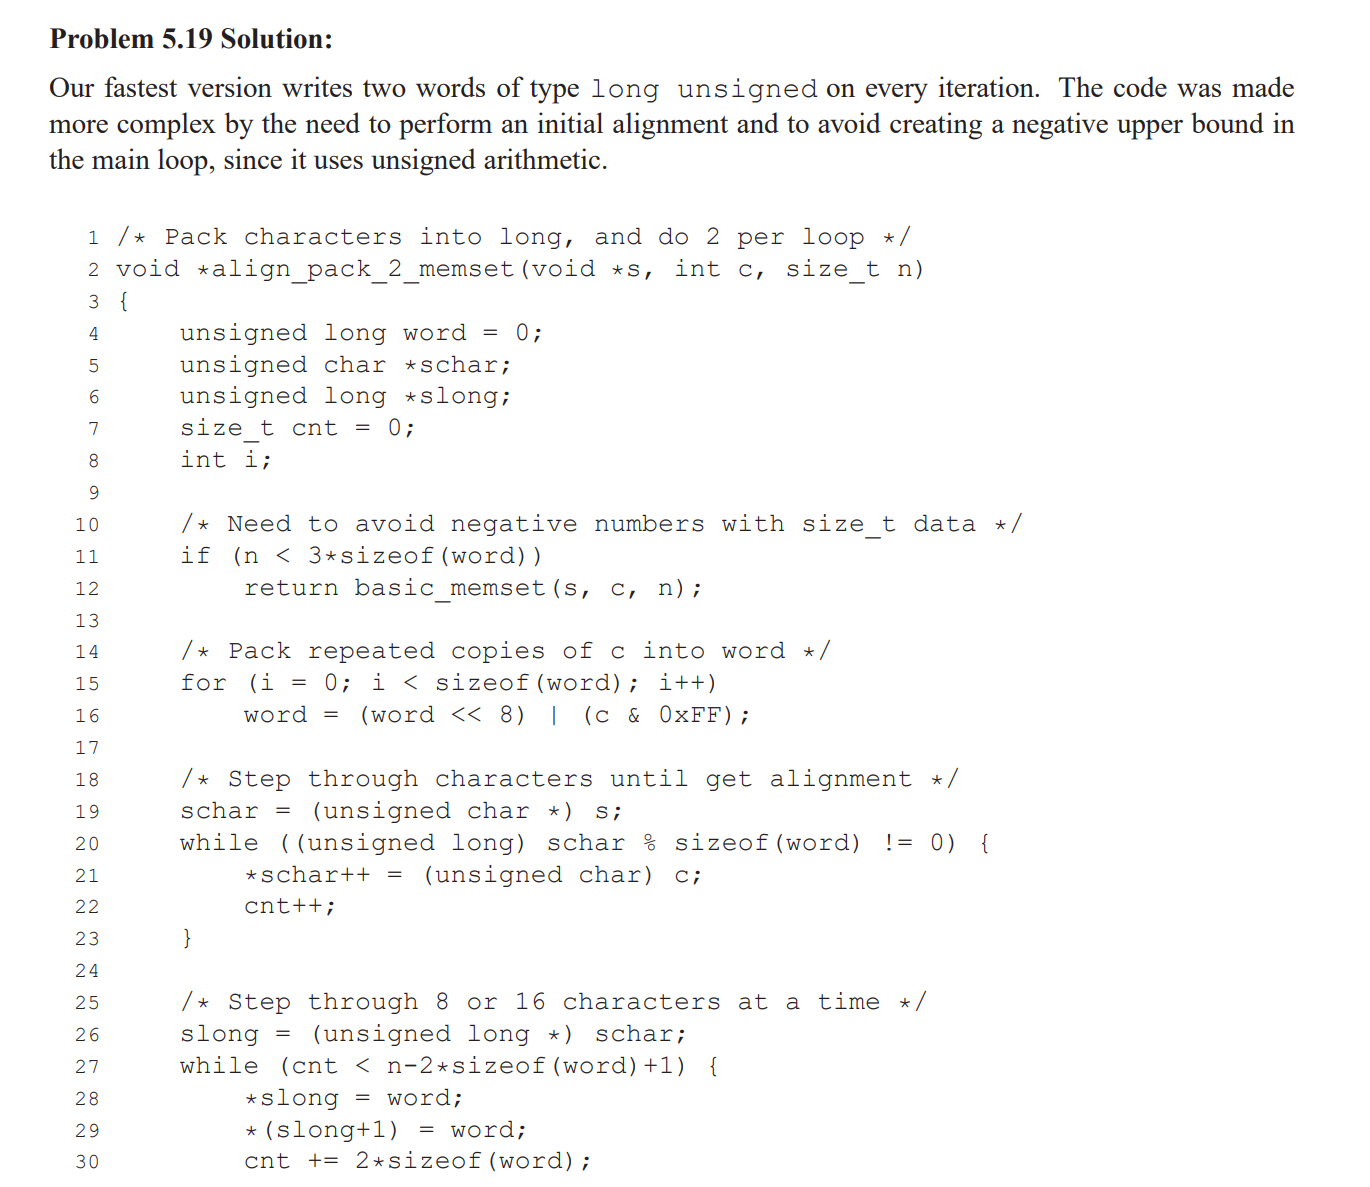 Problem 5.19 Solution:
Our fastest version writes two words of type long unsigned on every iteration. The code was made
more complex by the need to perform an initial alignment and to avoid creating a negative upper bound in
the main loop, since it uses unsigned arithmetic.
1 /* Pack characters into long, and do 2 per loop */
2 void *align_pack_2_memset(void *s, int c, size_t n)
3 {
4     unsigned long word = 0;
5     unsigned char *schar;
6     unsigned long *slong;
7     size_t cnt = 0;
8     int i;
9
10     /* Need to avoid negative numbers with size_t data */
11     if (n < 3*sizeof(word))
12         return basic_memset(s, c, n);
13
14     /* Pack repeated copies of c into word */
15     for (i = 0; i < sizeof(word); i++)
16         word = (word << 8) | (c & 0xFF);
17
18     /* Step through characters until get alignment */
19     schar = (unsigned char *) s;
20     while ((unsigned long) schar % sizeof(word) != 0) {
21         *schar++ = (unsigned char) c;
22         cnt++;
23     }
24
25     /* Step through 8 or 16 characters at a time */
26     slong = (unsigned long *) schar;
27     while (cnt < n-2*sizeof(word)+1) {
28         *slong = word;
29         *(slong+1) = word;
30         cnt += 2*sizeof(word);